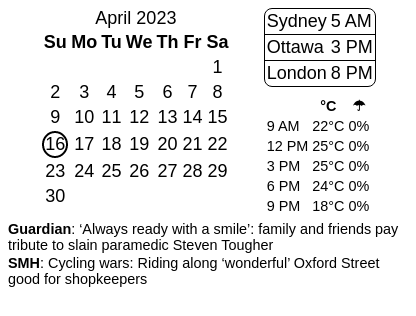 April 2023
Su Mo Tu We Th Fr Sa
1
2 3 4 5 6 7 8
9 10 11 12 13 14 15
16 17 18 19 20 21 22
23 24 25 26 27 28 29
30
Sydney 5 AM
Ottawa 3 PM
London 8 PM
°C ☂
9 AM 22°C 0%
12 PM 25°C 0%
3 PM 25°C 0%
6 PM 24°C 0%
9 PM 18°C 0%
Guardian: ‘Always ready with a smile’: family and friends pay
tribute to slain paramedic Steven Tougher
SMH: Cycling wars: Riding along ‘wonderful’ Oxford Street
good for shopkeepers